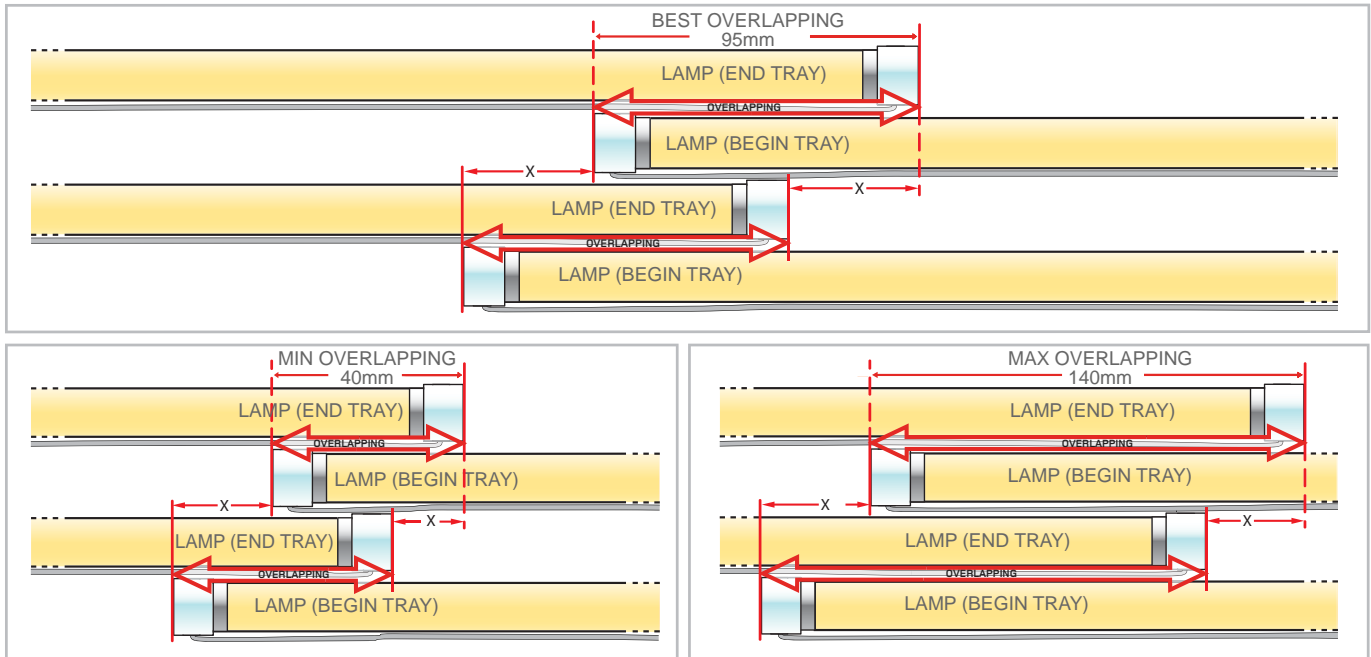 BEST OVERLAPPING
95mm
LAMP (END TRAY)
OVERLAPPING
LAMP (BEGIN TRAY)
X
X
LAMP (END TRAY)
OVERLAPPING
LAMP (BEGIN TRAY)
MIN OVERLAPPING
40mm
LAMP (END TRAY)
OVERLAPPING
LAMP (BEGIN TRAY)
X
X
LAMP (END TRAY)
OVERLAPPING
LAMP (BEGIN TRAY)
MAX OVERLAPPING
140mm
LAMP (END TRAY)
OVERLAPPING
LAMP (BEGIN TRAY)
X
X
LAMP (END TRAY)
OVERLAPPING
LAMP (BEGIN TRAY)